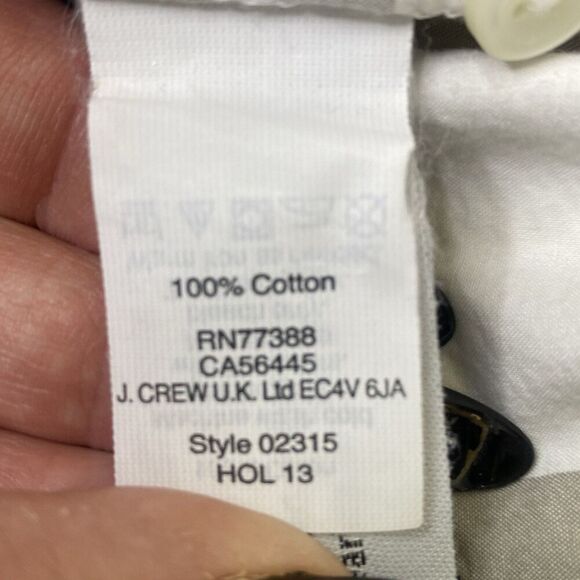 100% Cotton
RN77388
CA56445
J. CREW U.K. Ltd EC4V 6JA
Style 02315
HOL 13